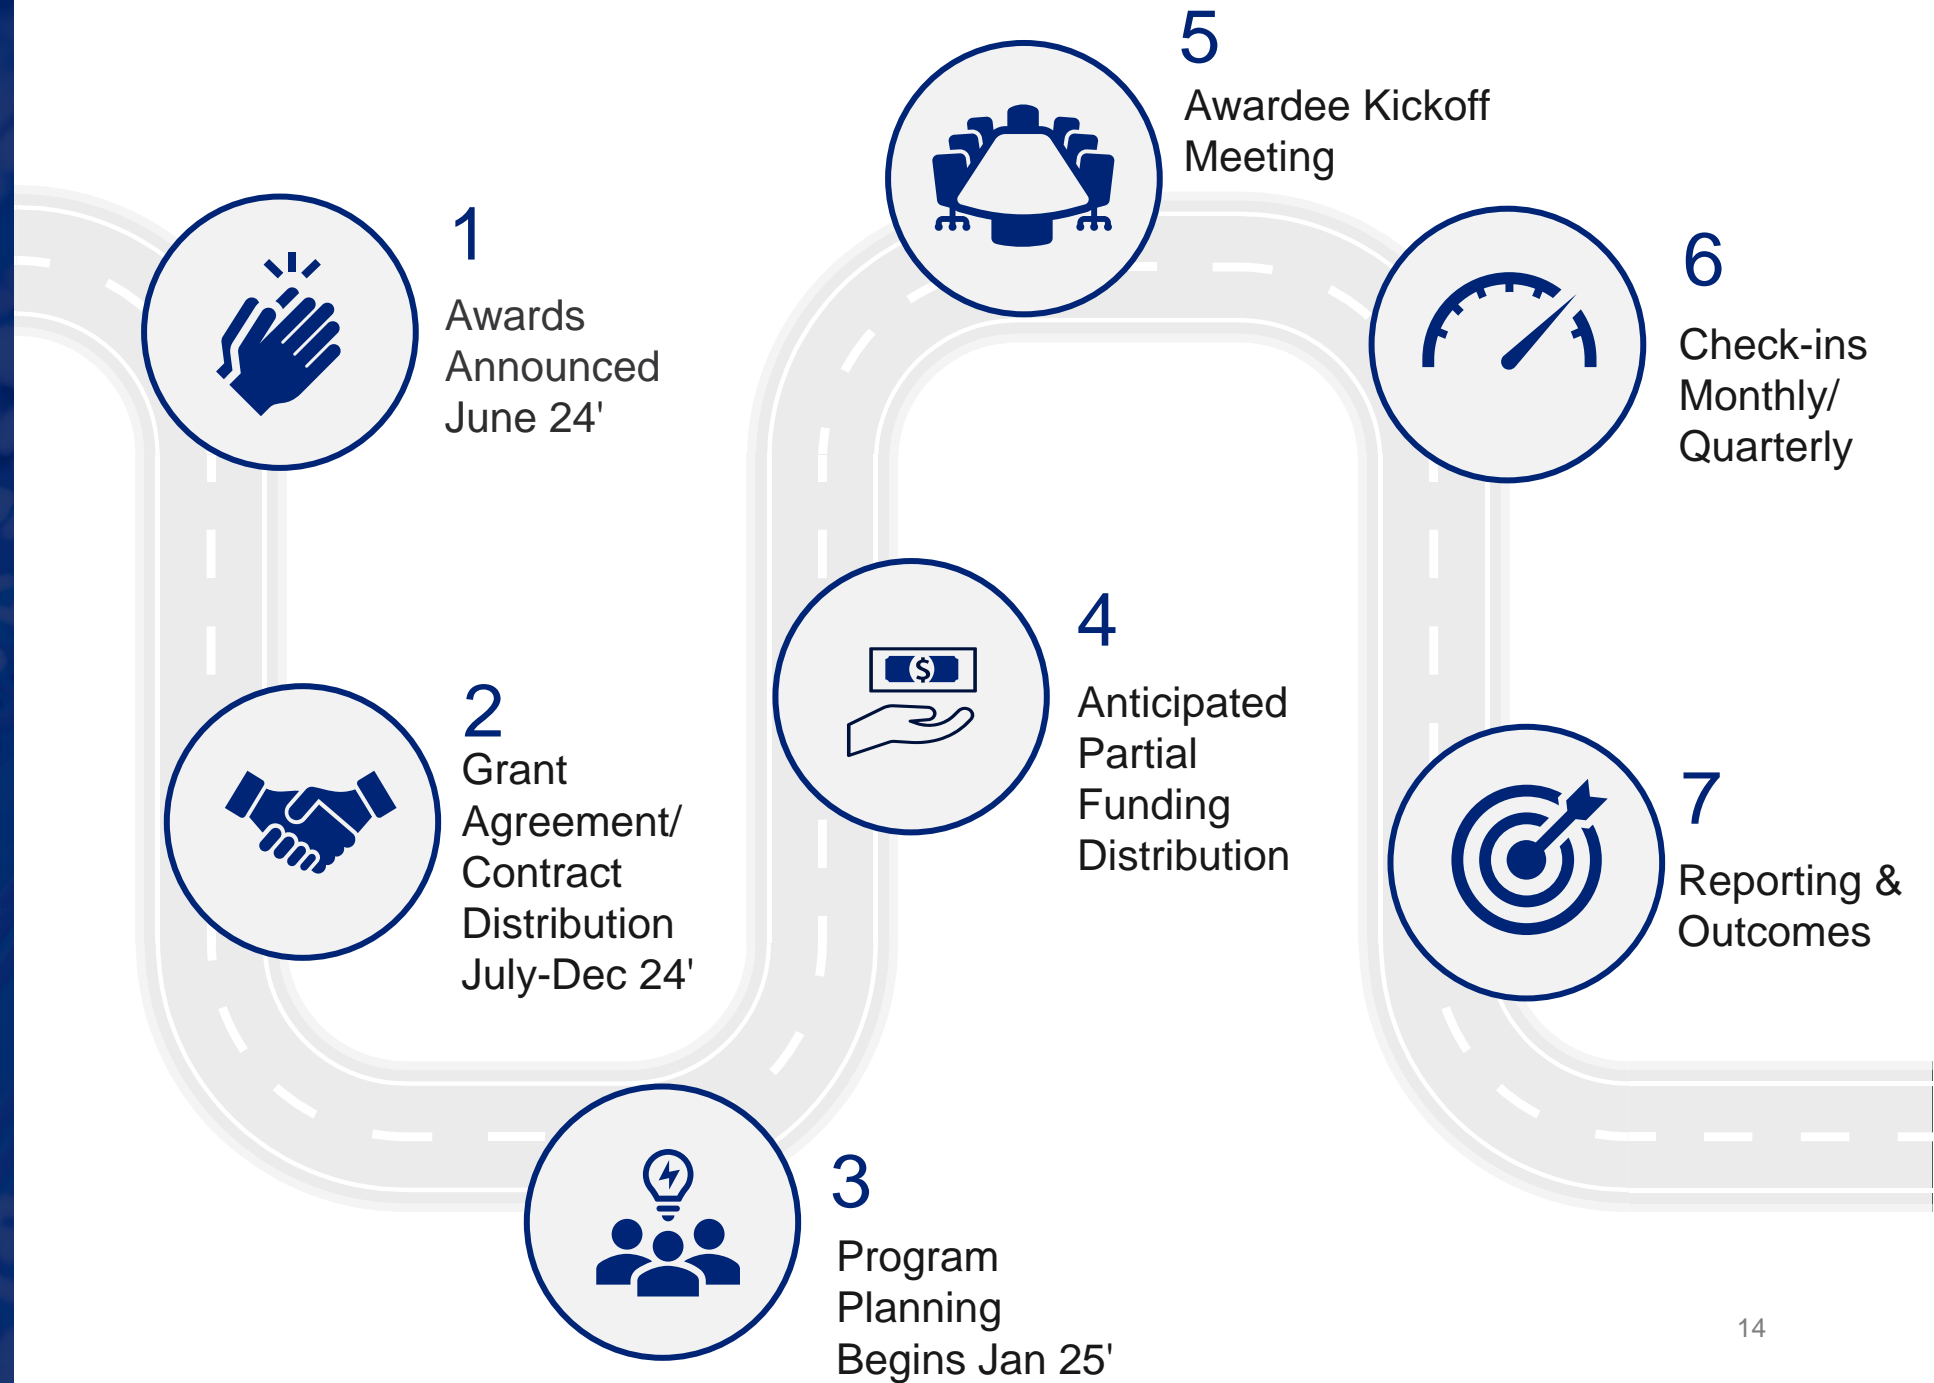 1
Awards
Announced
June 24'
2
Grant
Agreement/
Contract
Distribution
July-Dec 24'
3
Program
Planning
Begins Jan 25'
4
Anticipated
Partial
Funding
Distribution
5
Awardee Kickoff
Meeting
6
Check-ins
Monthly/
Quarterly
7
Reporting &
Outcomes
$
14